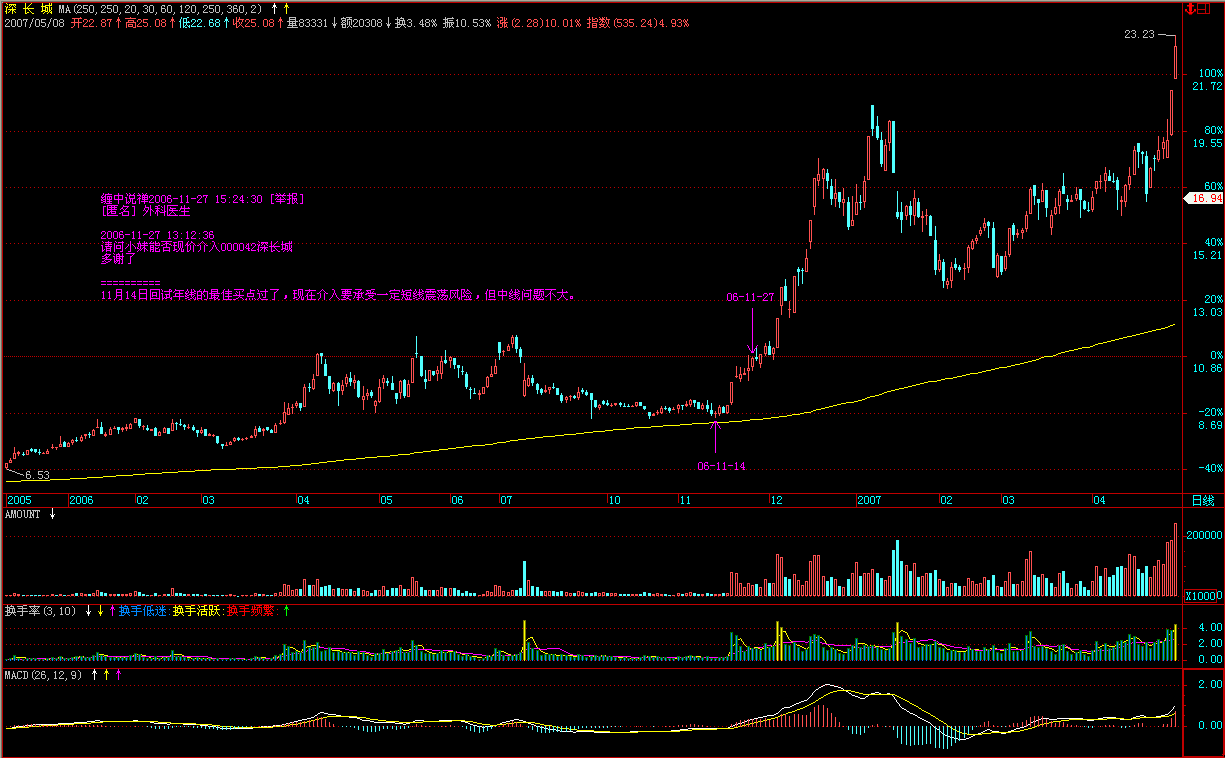 深 长 城 MA(250,250,20,30,60,120,250,360,2) ↑ ↑
2007/05/08 开22.87↑高25.08↑低22.68↑收25.08↑量83331↓额20308↓换3.48% 振10.53% 涨(2.28)10.01% 指数(535.24)4.93%
23.23
100%
21.72
80%
19.55
缠中说禅2006-11-27 15:24:30 [举报]
[匿名] 外科医生
60%
16.94
2006-11-27 13:12:36
请问小妹能否现价介入000042深长城
多谢了
40%
15.21
==========
11月14日回试年线的最佳买点过了，现在介入要承受一定短线震荡风险，但中线问题不大。
06-11-27
20%
13.03
0%
10.86
-20%
8.69
06-11-14
-40%
6.53
2005 2006 02 03 04 05 06 07 10 11 12 2007 02 03 04 日线
AMOUNT ↓
200000
X10000
换手率(3,10) ↓ ↓ ↑换手低迷:换手活跃:换手频繁:↑
4.00
2.00
0.00
MACD(26,12,9) ↑ ↑ ↑
2.00
0.00